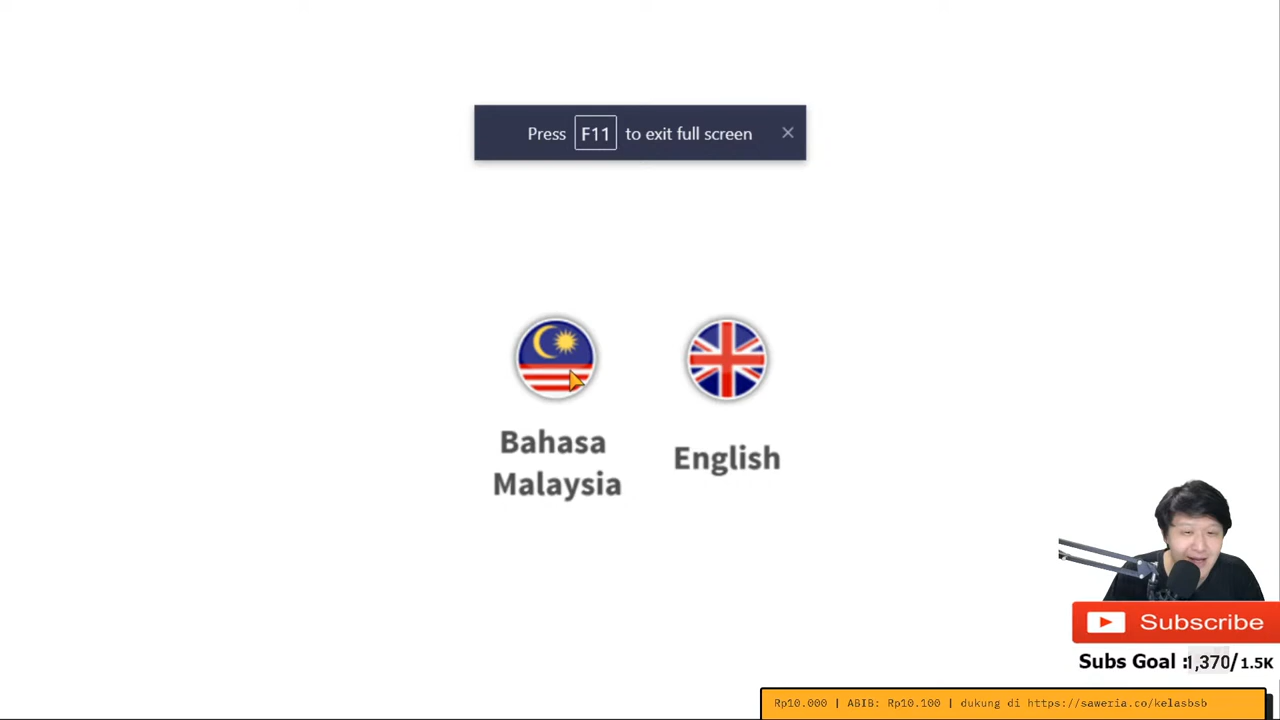 Press F11 to exit full screen
Bahasa
Malaysia
English
Subscribe
Subs Goal :1,370/1.5K
Rp10.000 | ABIB: Rp10.100 | dukung di https://saweria.co/kelasbsb